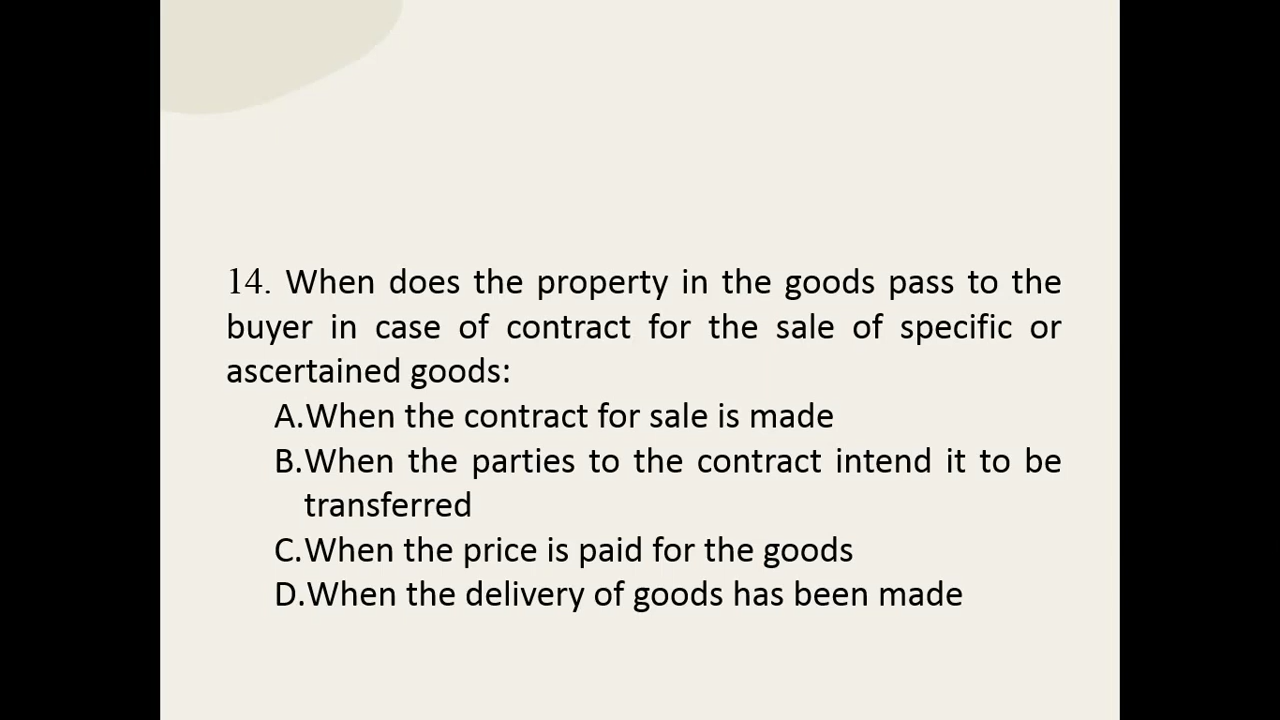 14. When does the property in the goods pass to the
buyer in case of contract for the sale of specific or
ascertained goods:
A.When the contract for sale is made
B.When the parties to the contract intend it to be
transferred
C.When the price is paid for the goods
D.When the delivery of goods has been made